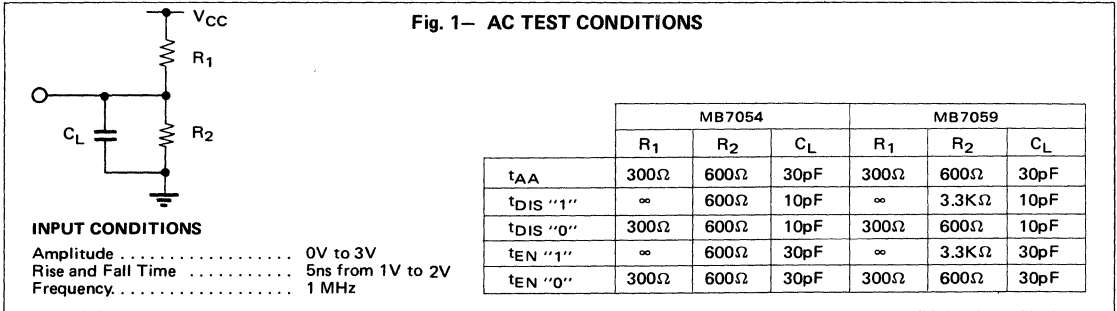 Fig. 1— AC TEST CONDITIONS
VCC
R1
CL
R2
INPUT CONDITIONS
Amplitude . . . . . . . . . . . . . . . . . . 0V to 3V
Rise and Fall Time . . . . . . . . . . . 5ns from 1V to 2V
Frequency. . . . . . . . . . . . . . . . . . 1 MHz
MB7054 MB7059
R1 R2 CL R1 R2 CL
tAA 300Ω 600Ω 30pF 300Ω 600Ω 30pF
tDIS "1" ∞ 600Ω 10pF ∞ 3.3KΩ 10pF
tDIS "0" 300Ω 600Ω 10pF 300Ω 600Ω 10pF
tEN "1" ∞ 600Ω 30pF ∞ 3.3KΩ 30pF
tEN "0" 300Ω 600Ω 30pF 300Ω 600Ω 30pF